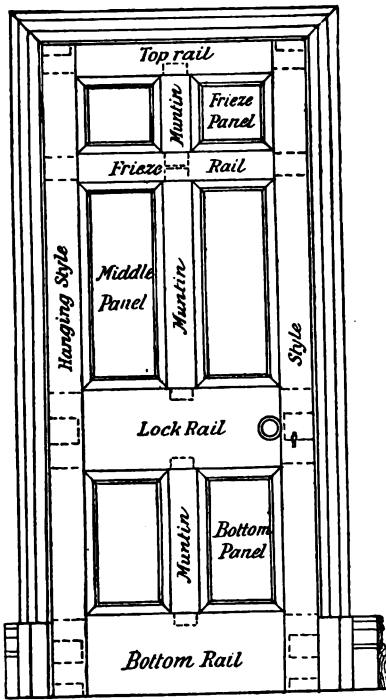 Top rail
Muntin
Frieze
Panel
Frieze Rail
Hanging Style
Middle
Panel
Muntin
Style
Lock Rail
Muntin
Bottom
Panel
Bottom Rail